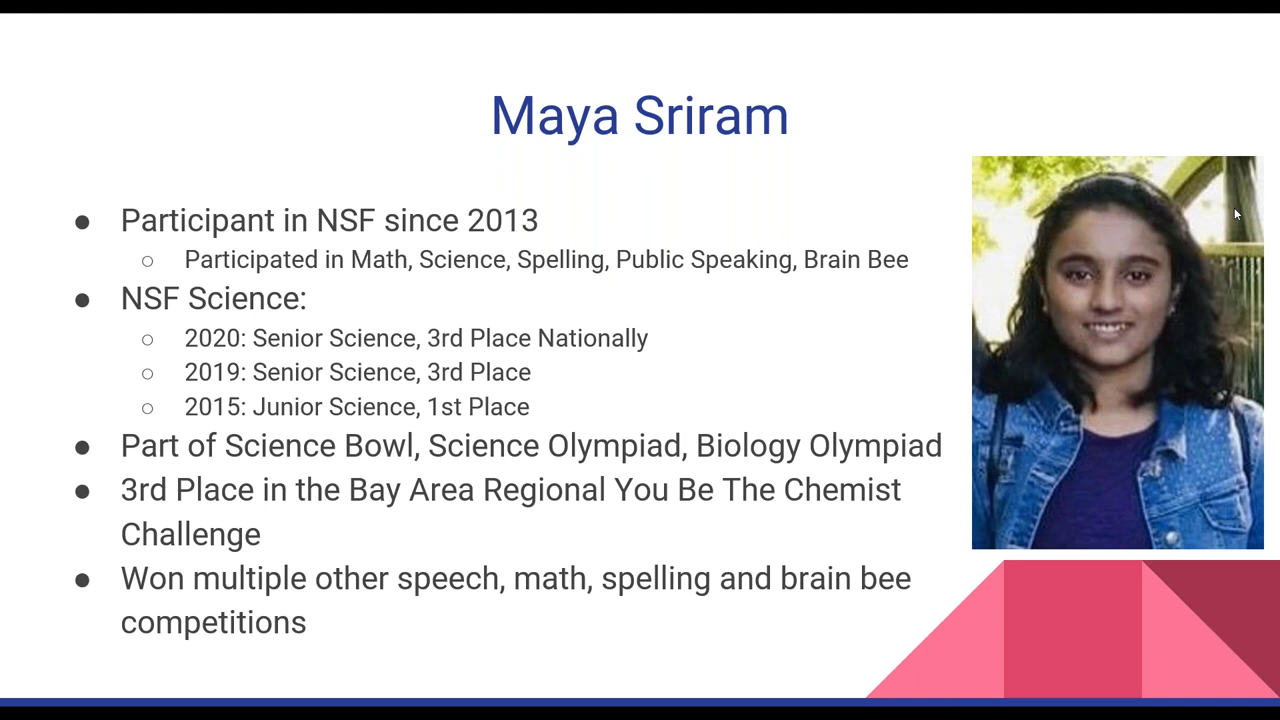 Maya Sriram
● Participant in NSF since 2013
○ Participated in Math, Science, Spelling, Public Speaking, Brain Bee
● NSF Science:
○ 2020: Senior Science, 3rd Place Nationally
○ 2019: Senior Science, 3rd Place
○ 2015: Junior Science, 1st Place
● Part of Science Bowl, Science Olympiad, Biology Olympiad
● 3rd Place in the Bay Area Regional You Be The Chemist
Challenge
● Won multiple other speech, math, spelling and brain bee
competitions